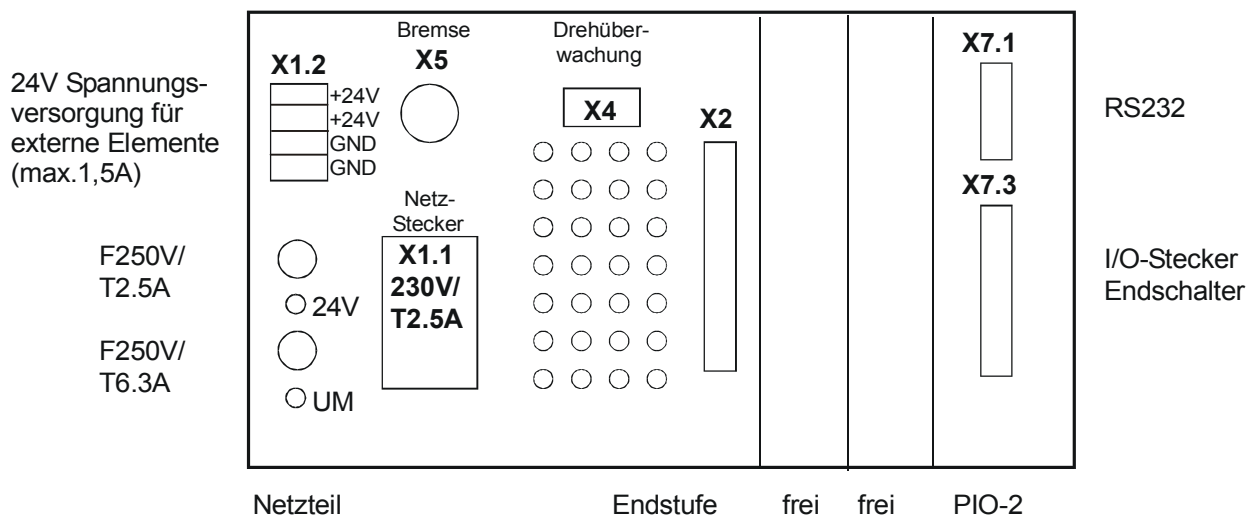 24V Spannungs-
versorgung für
externe Elemente
(max.1,5A)
F250V/
T2.5A
F250V/
T6.3A
X1.2
+24V
+24V
GND
GND
24V
UM
Bremse
X5
Netz-
Stecker
X1.1
230V/
T2.5A
Drehüber-
wachung
X4
X2
X7.1
X7.3
RS232
I/O-Stecker
Endschalter
Netzteil
Endstufe
frei
frei
PIO-2